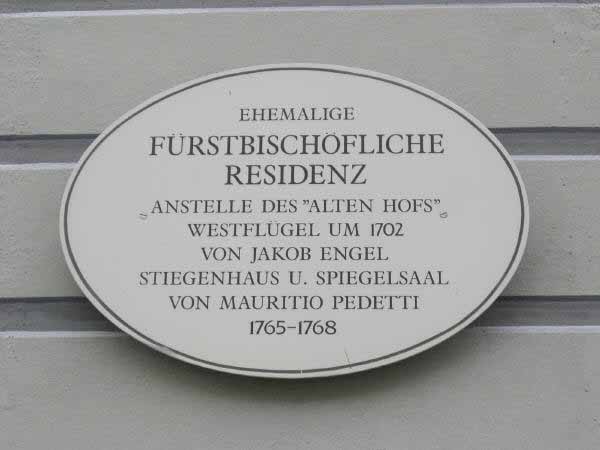 EHEMALIGE
FÜRSTBISCHÖFLICHE
RESIDENZ
ANSTELLE DES "ALTEN HOFS"
WESTFLÜGEL UM 1702
VON JAKOB ENGEL
STIEGENHAUS U. SPIEGELSAAL
VON MAURITIO PEDETTI
1765-1768